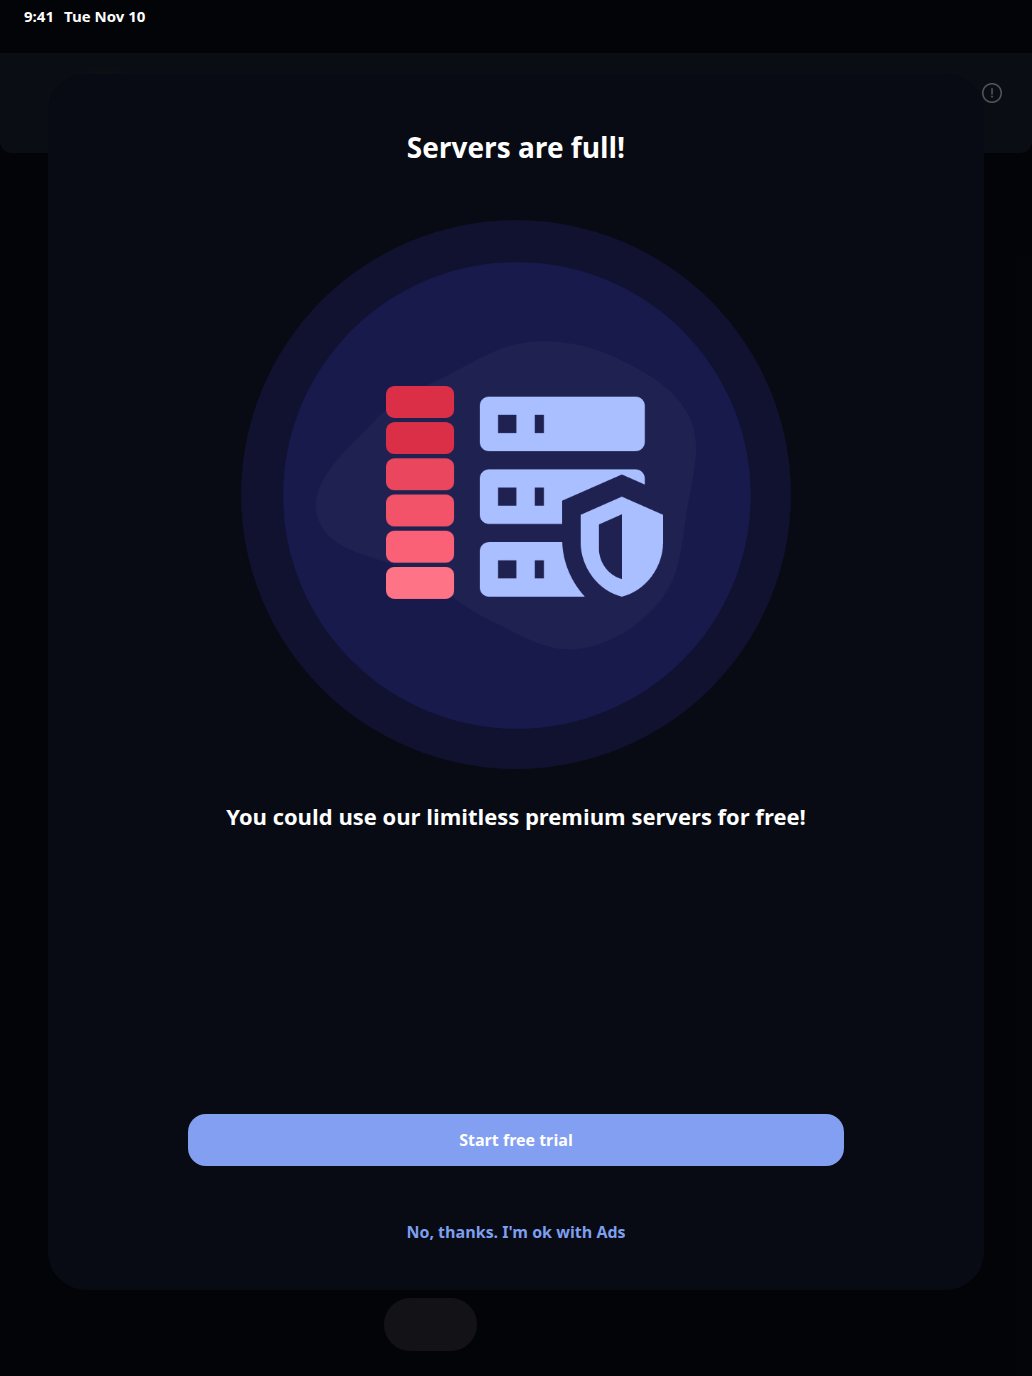 9:41 Tue Nov 10
Servers are full!
You could use our limitless premium servers for free!
Start free trial
No, thanks. I'm ok with Ads